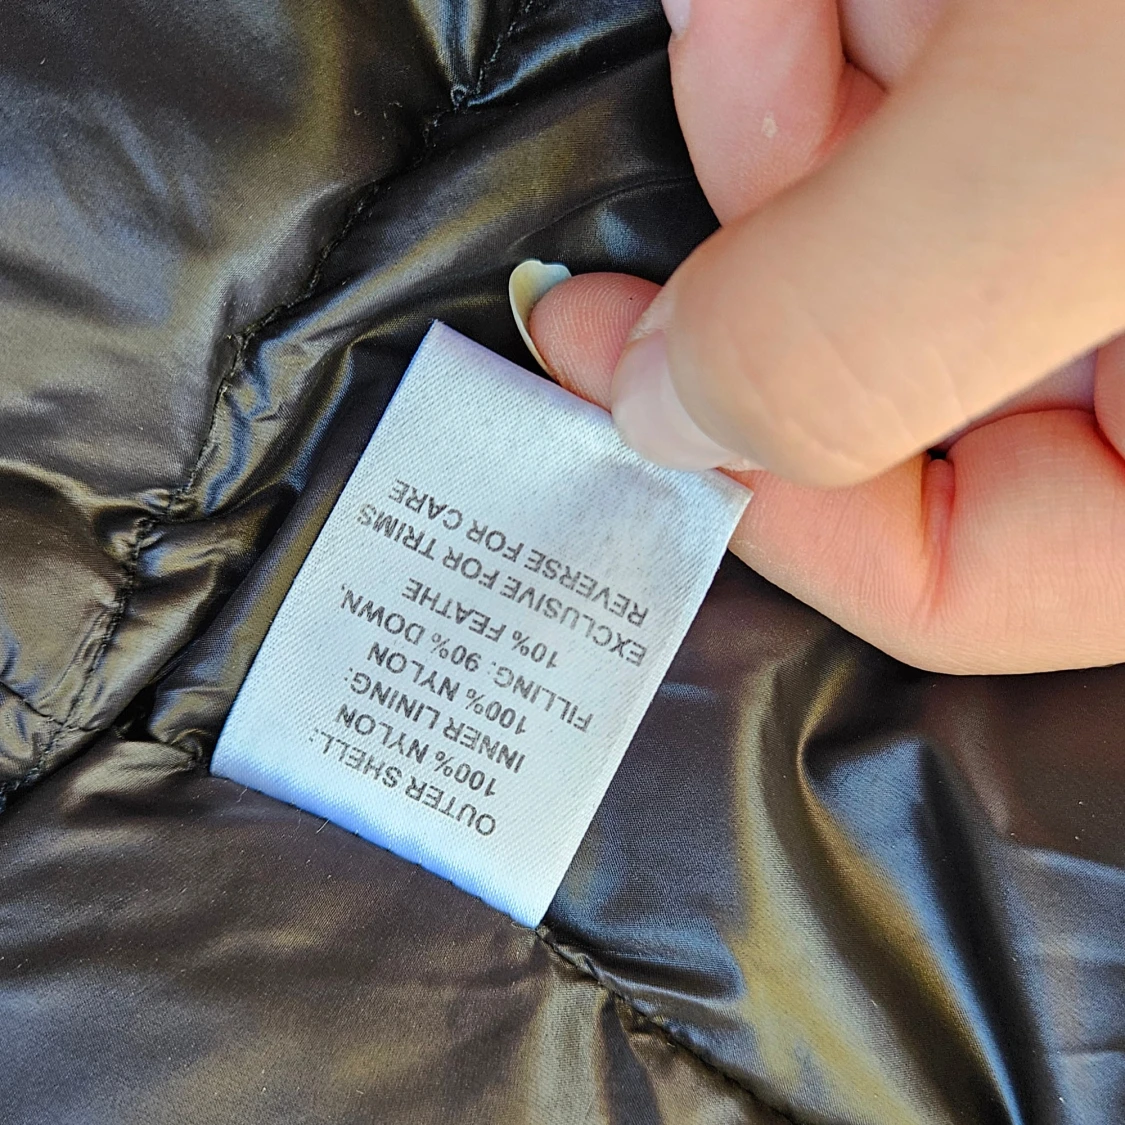 OUTER SHELL:
100% NYLON
INNER LINING:
100% NYLON
FILLING: 90% DOWN,
10% FEATHE
EXCLUSIVE FOR TRIMS
REVERSE FOR CARE